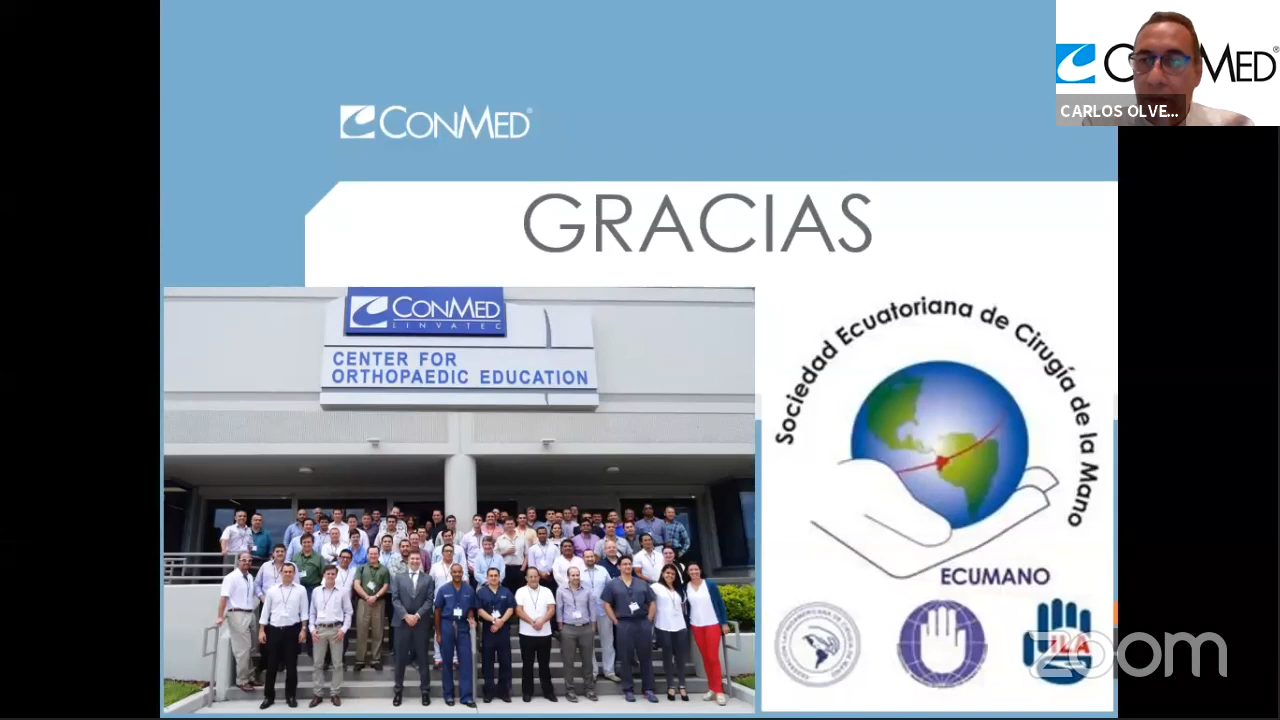 CONMED®
CONMED®
CARLOS OLVE...
GRACIAS
CONMED
LINVATEC
CENTER FOR
ORTHOPAEDIC EDUCATION
Sociedad Ecuatoriana de Cirugía de la Mano
ECUMANO
zoom